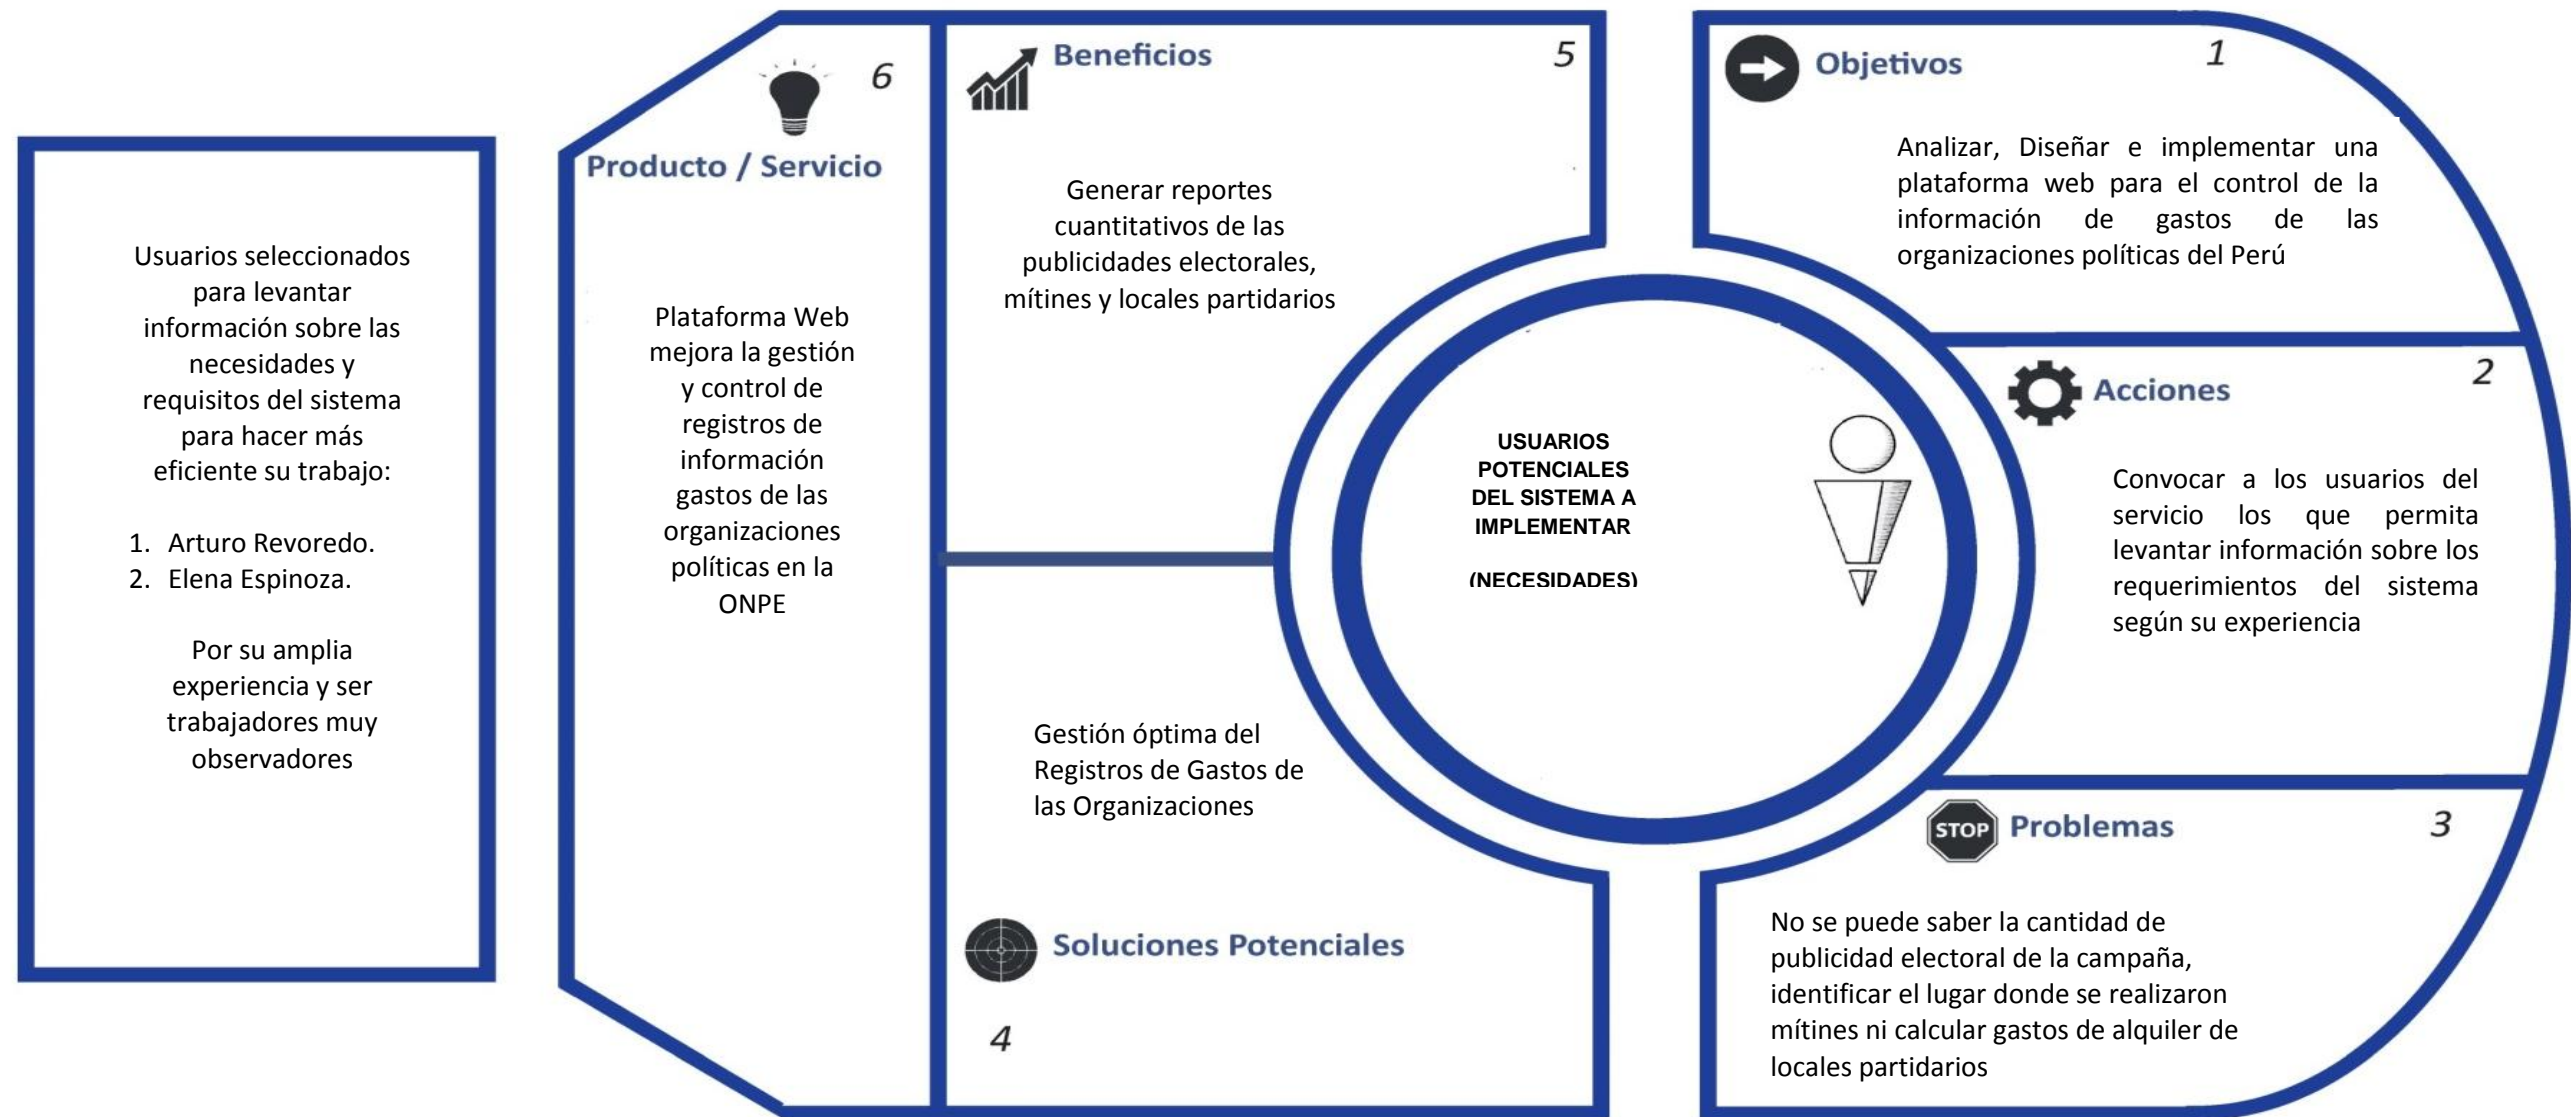 Usuarios seleccionados
para levantar
información sobre las
necesidades y
requisitos del sistema
para hacer más
eficiente su trabajo:
1. Arturo Revoredo.
2. Elena Espinoza.
Por su amplia
experiencia y ser
trabajadores muy
observadores
6
Producto / Servicio
Plataforma Web
mejora la gestión
y control de
registros de
información
gastos de las
organizaciones
políticas en la
ONPE
Beneficios
5
Generar reportes
cuantitativos de las
publicidades electorales,
mítines y locales partidarios
Gestión óptima del
Registros de Gastos de
las Organizaciones
Soluciones Potenciales
4
USUARIOS
POTENCIALES
DEL SISTEMA A
IMPLEMENTAR
(NECESIDADES)
Objetivos
1
Analizar, Diseñar e implementar una
plataforma web para el control de la
información de gastos de las
organizaciones políticas del Perú
Acciones
2
Convocar a los usuarios del
servicio los que permita
levantar información sobre los
requerimientos del sistema
según su experiencia
STOP
Problemas
3
No se puede saber la cantidad de
publicidad electoral de la campaña,
identificar el lugar donde se realizaron
mítines ni calcular gastos de alquiler de
locales partidarios